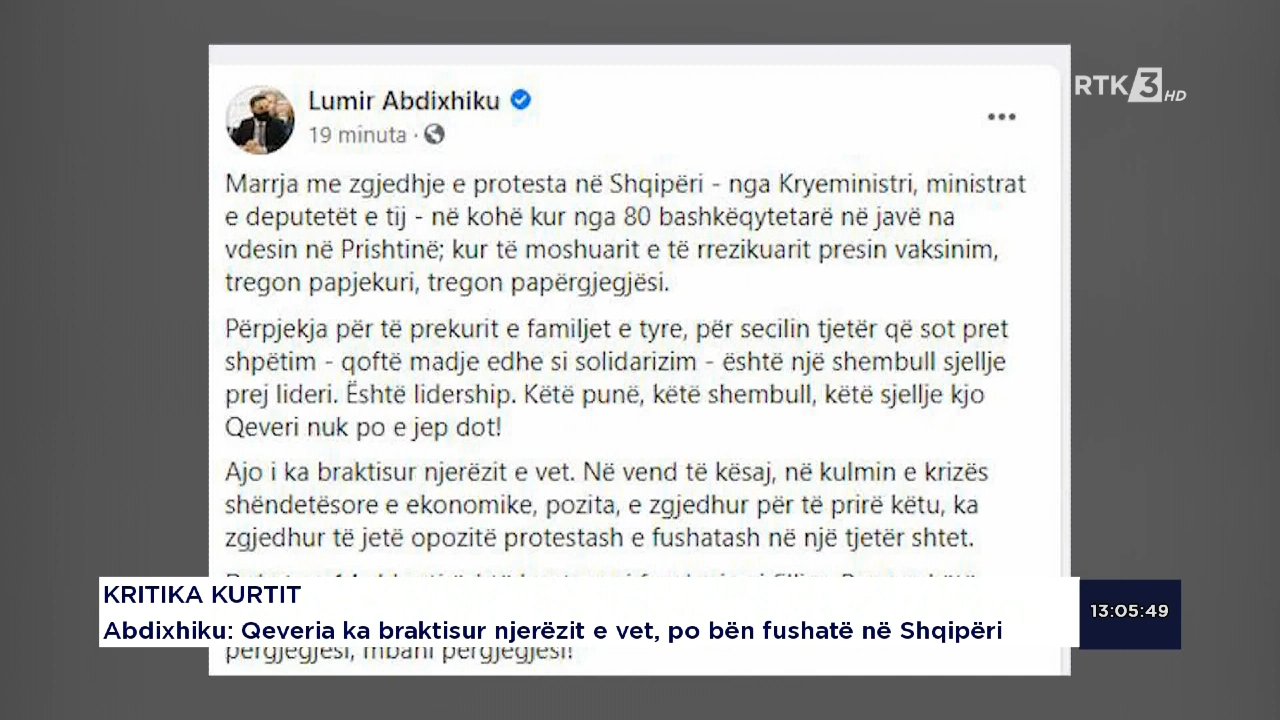 RTK 3 HD
Lumir Abdixhiku
19 minuta ·
Marrja me zgjedhje e protesta në Shqipëri - nga Kryeministri, ministrat
e deputetët e tij - në kohë kur nga 80 bashkëqytetarë në javë na
vdesin në Prishtinë; kur të moshuarit e të rrezikuarit presin vaksinim,
tregon papjekuri, tregon papërgjegjësi.
Përpjekja për të prekurit e familjet e tyre, për secilin tjetër që sot pret
shpëtim - qoftë madje edhe si solidarizim - është një shembull sjellje
prej lideri. Është lidership. Këtë punë, këtë shembull, këtë sjellje kjo
Qeveri nuk po e jep dot!
Ajo i ka braktisur njerëzit e vet. Në vend të kësaj, në kulmin e krizës
shëndetësore e ekonomike, pozita, e zgjedhur për të prirë këtu, ka
zgjedhur të jetë opozitë protestash e fushatash në një tjetër shtet.
KRITIKA KURTIT
Abdixhiku: Qeveria ka braktisur njerëzit e vet, po bën fushatë në Shqipëri
13:05:49
përgjegjësi, mbani përgjegjësi!